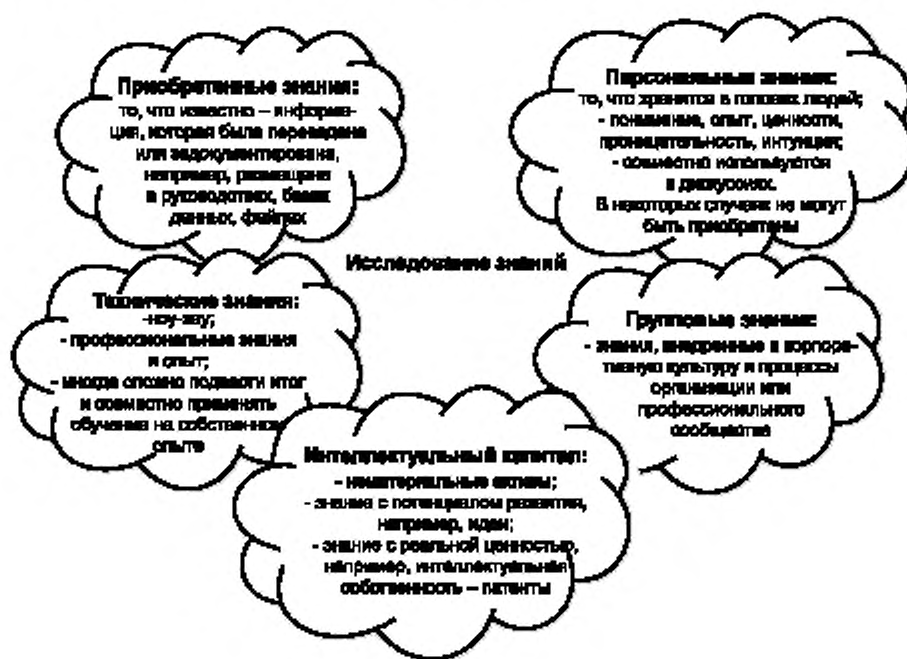 Приобретенные знания:
то, что известно – информа-
ция, которая была переведена
или задокументирована,
например, размещена
в руководствах, базах
данных, файлах
Персональные знания:
то, что хранится в головах людей;
- понимание, опыт, ценности,
проницательность, интуиция;
- совместно используются
в дискуссиях.
В некоторых случаях не могут
быть приобретены
Исследование знаний
Технические знания:
-ноу-хау;
- профессиональные знания
и опыт;
- иногда сложно подвести итог
и совместно применять
обучение на собственном
опыте
Групповые знания:
- знания, внедренные в корпора-
тивную культуру и процессы
организации или
профессионального
сообщества
Интеллектуальный капитал:
- нематериальные активы;
- знание с потенциалом развития,
например, идеи;
- знание с реальной ценностью,
например, интеллектуальная
собственность – патенты